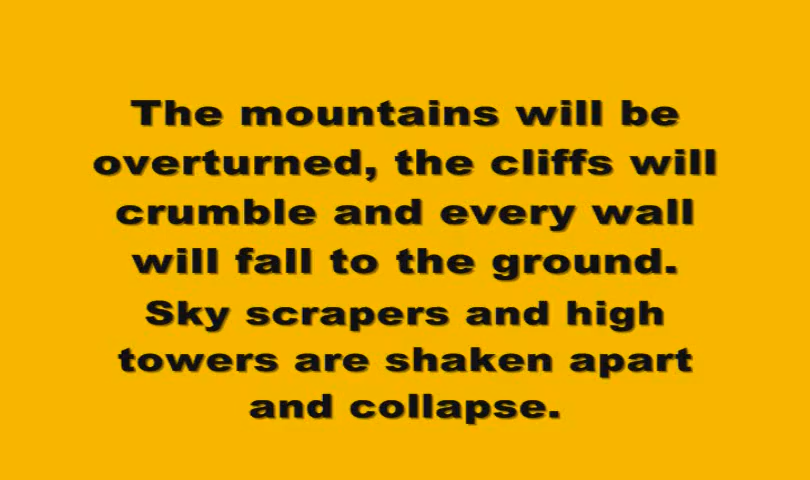 The mountains will be
overturned, the cliffs will
crumble and every wall
will fall to the ground.
Sky scrapers and high
towers are shaken apart
and collapse.